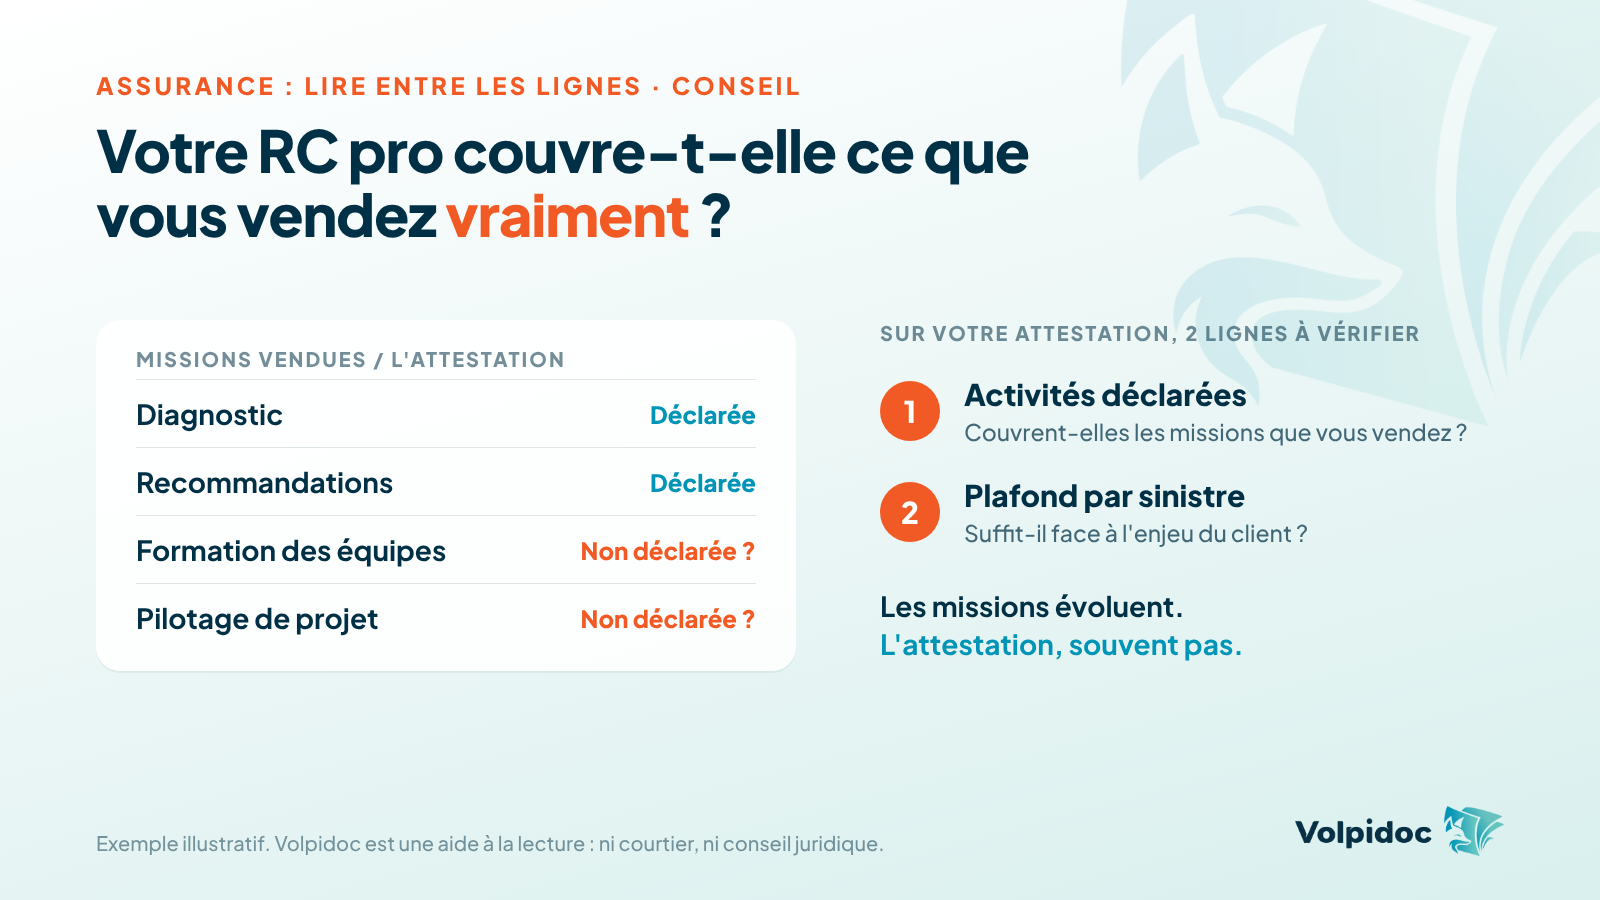 ASSURANCE : LIRE ENTRE LES LIGNES · CONSEIL
Votre RC pro couvre-t-elle ce que
vous vendez vraiment ?
MISSIONS VENDUES / L'ATTESTATION
Diagnostic Déclarée
Recommandations Déclarée
Formation des équipes Non déclarée ?
Pilotage de projet Non déclarée ?
SUR VOTRE ATTESTATION, 2 LIGNES À VÉRIFIER
1 Activités déclarées
Couvrent-elles les missions que vous vendez ?
2 Plafond par sinistre
Suffit-il face à l'enjeu du client ?
Les missions évoluent.
L'attestation, souvent pas.
Exemple illustratif. Volpidoc est une aide à la lecture : ni courtier, ni conseil juridique.
Volpidoc